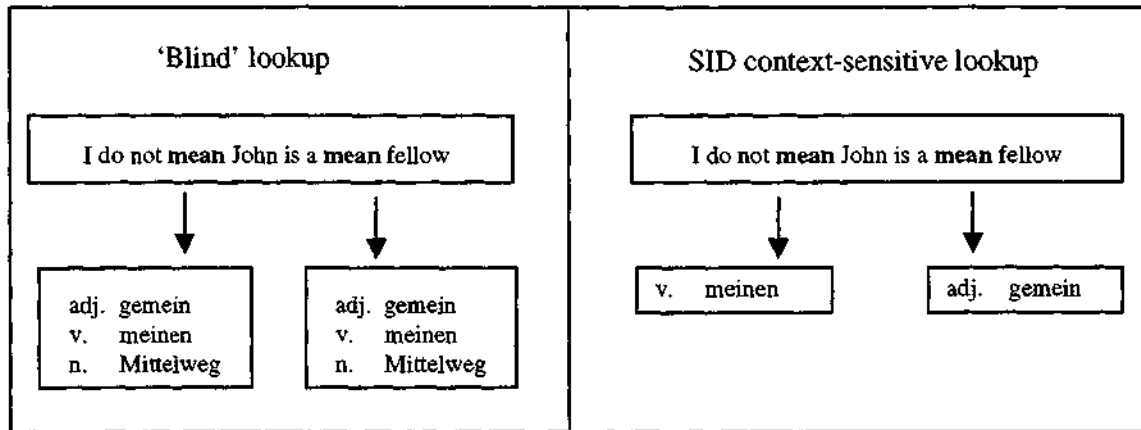 'Blind' lookup
I do not mean John is a mean fellow
adj. gemein
v. meinen
n. Mittelweg
adj. gemein
v. meinen
n. Mittelweg
SID context-sensitive lookup
I do not mean John is a mean fellow
v. meinen
adj. gemein